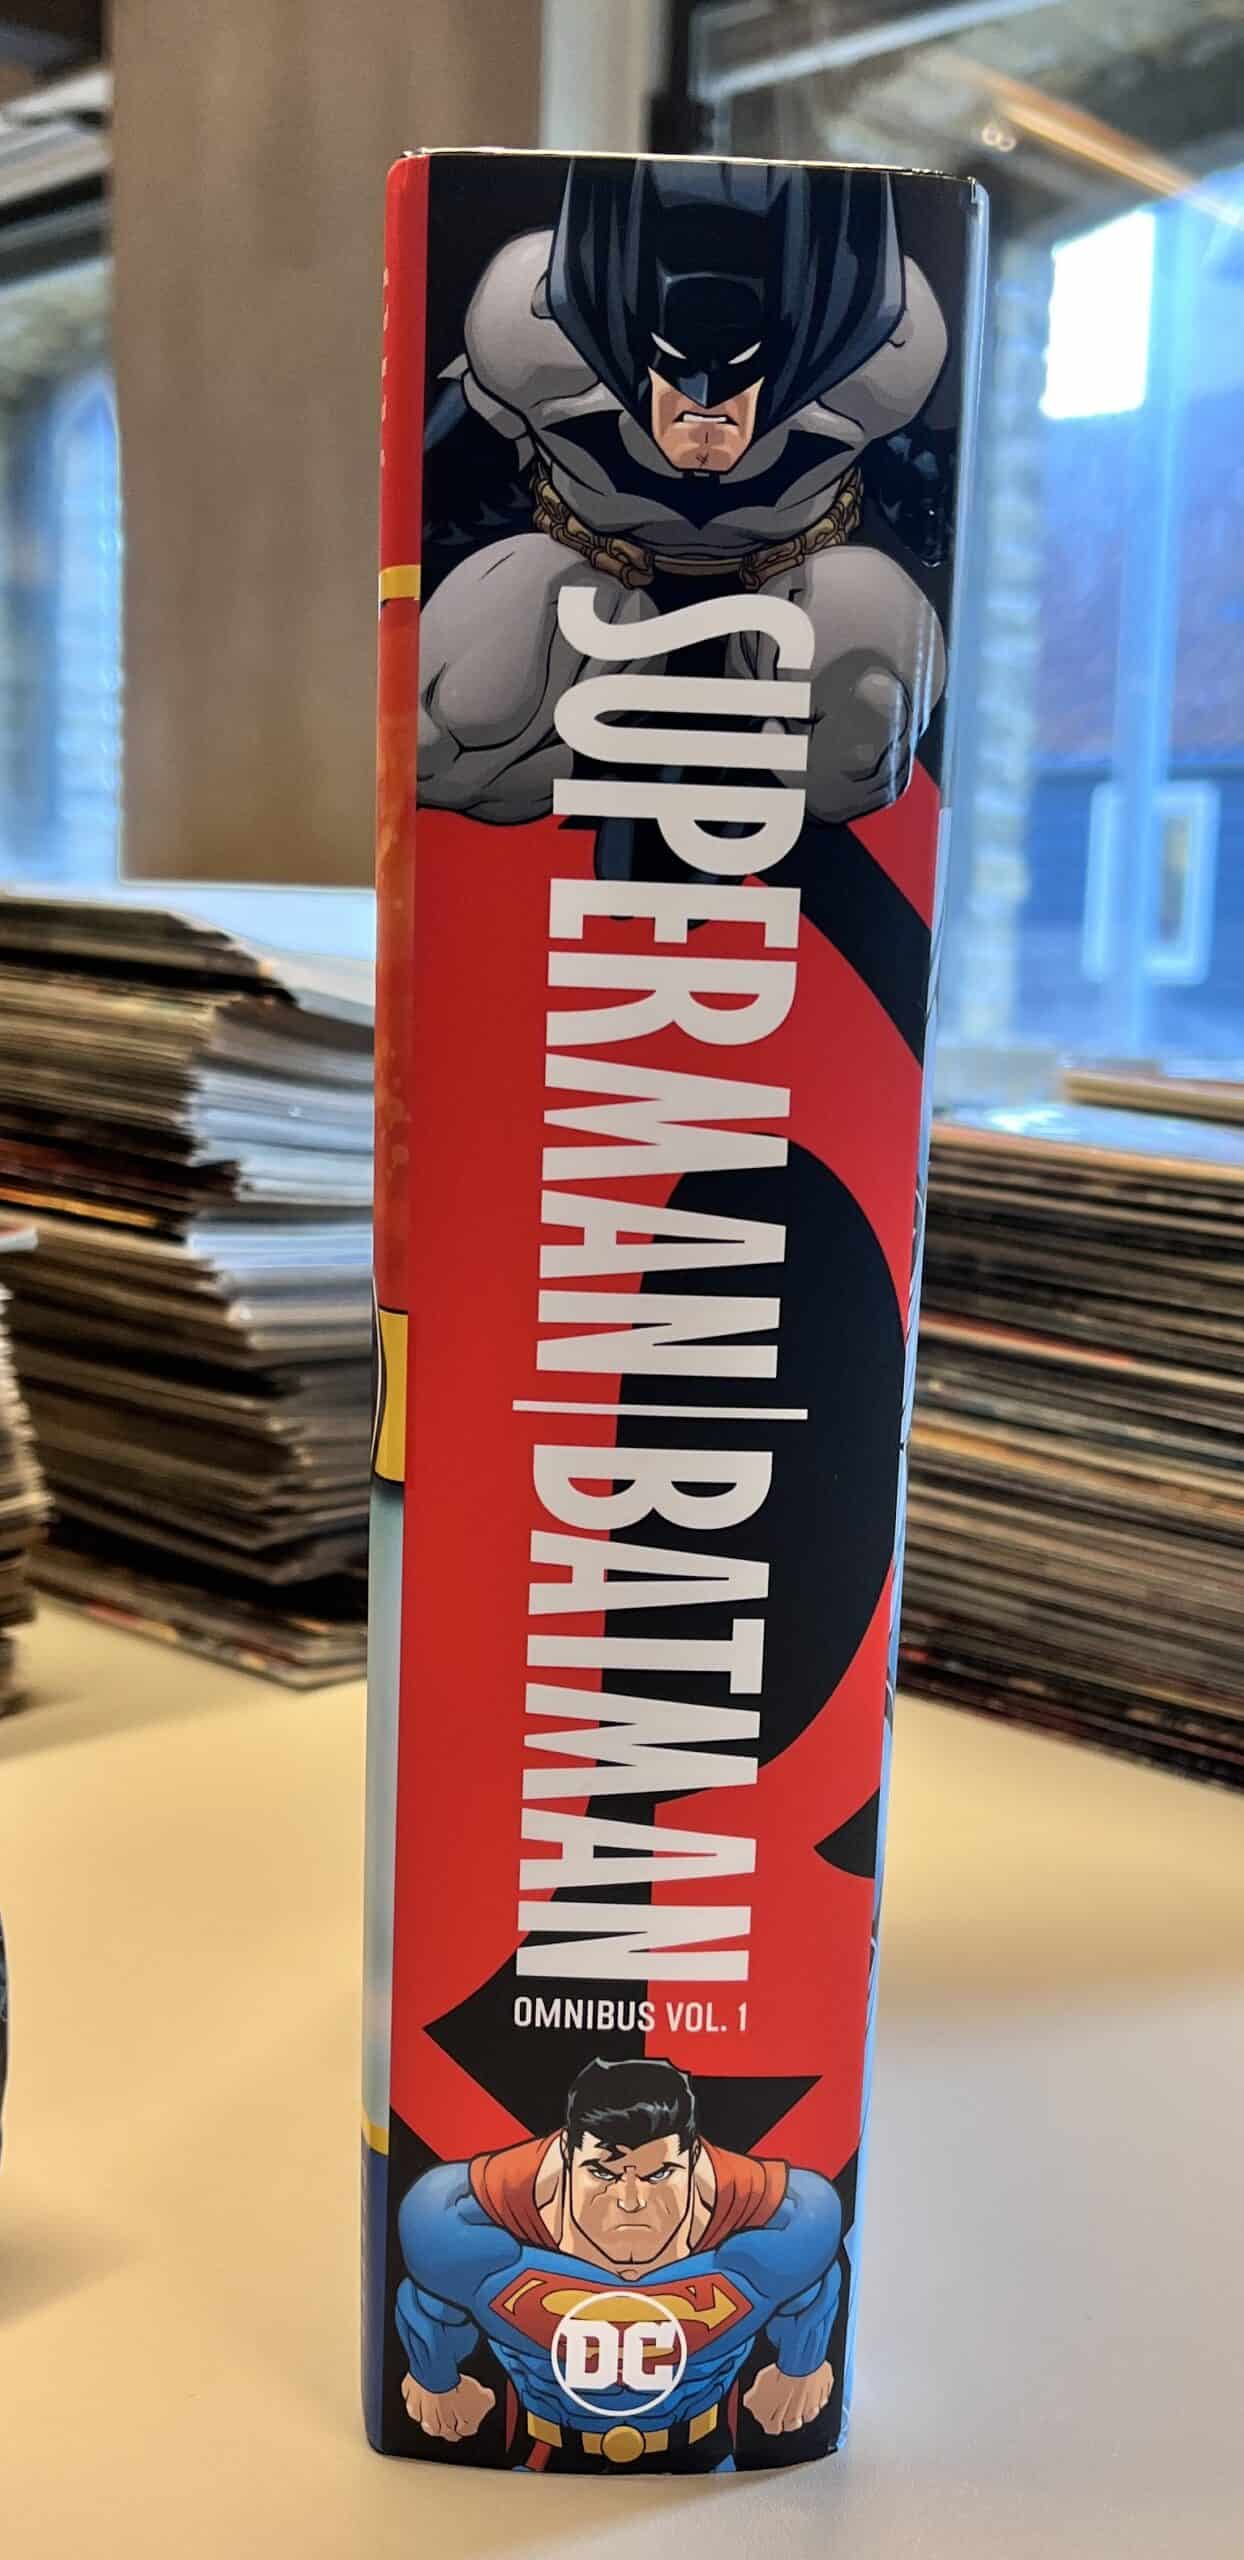 SUPERMAN|BATMAN
OMNIBUS VOL. 1
DC